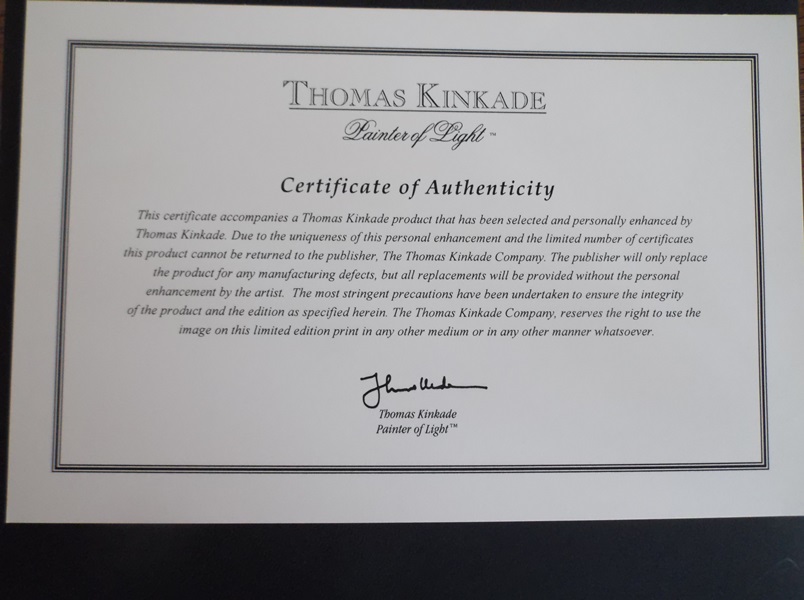 THOMAS KINKADE
Painter of Light ™
Certificate of Authenticity
This certificate accompanies a Thomas Kinkade product that has been selected and personally enhanced by
Thomas Kinkade. Due to the uniqueness of this personal enhancement and the limited number of certificates
this product cannot be returned to the publisher, The Thomas Kinkade Company. The publisher will only replace
the product for any manufacturing defects, but all replacements will be provided without the personal
enhancement by the artist. The most stringent precautions have been undertaken to ensure the integrity
of the product and the edition as specified herein. The Thomas Kinkade Company, reserves the right to use the
image on this limited edition print in any other medium or in any other manner whatsoever.
Thomas Kinkade
Painter of Light™